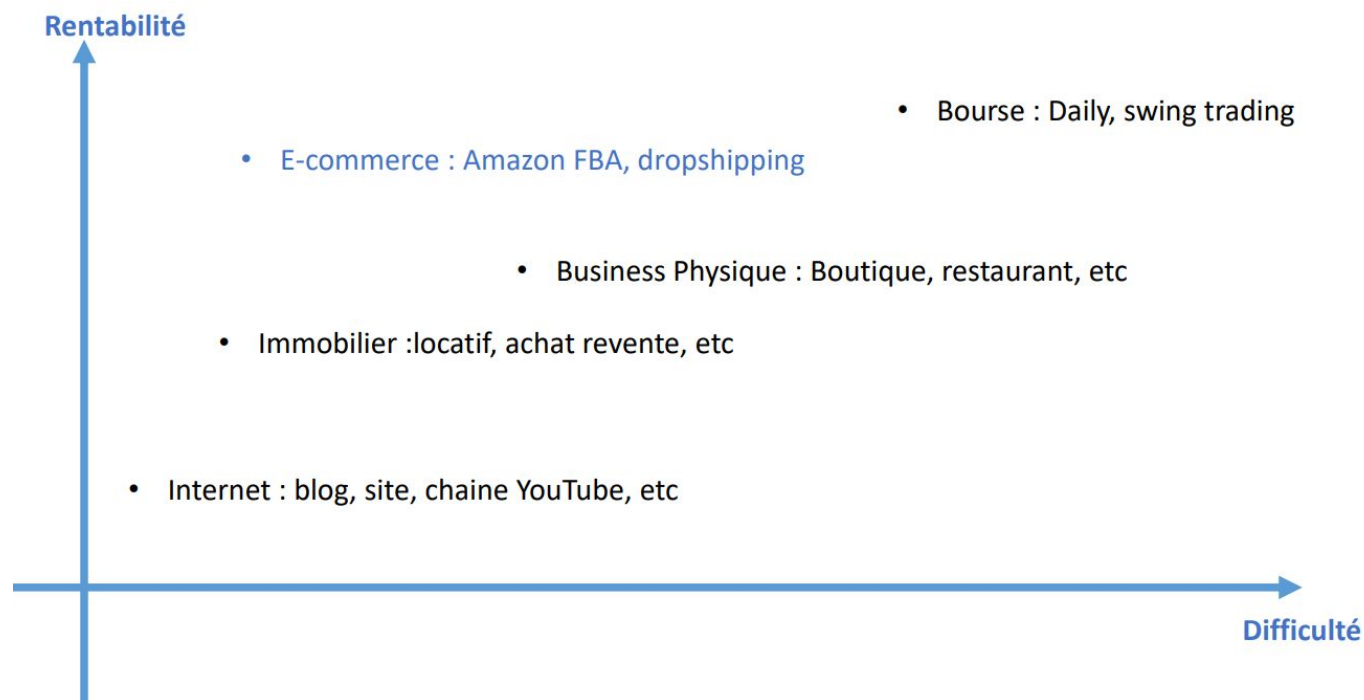 Rentabilité
• Bourse : Daily, swing trading
• E-commerce : Amazon FBA, dropshipping
• Business Physique : Boutique, restaurant, etc
• Immobilier :locatif, achat revente, etc
• Internet : blog, site, chaine YouTube, etc
Difficulté